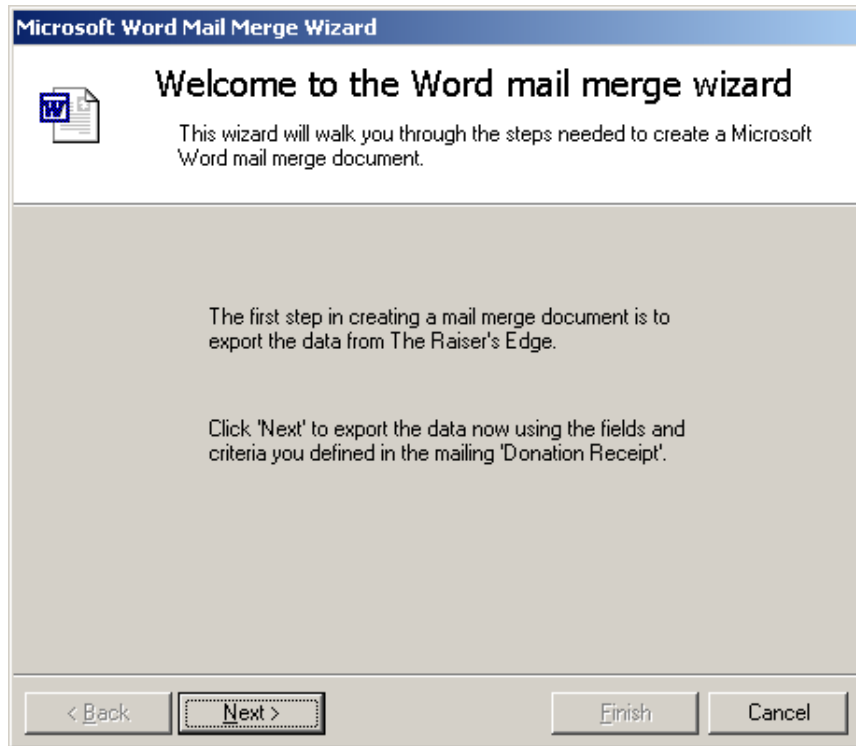 Microsoft Word Mail Merge Wizard
Welcome to the Word mail merge wizard
This wizard will walk you through the steps needed to create a Microsoft
Word mail merge document.
The first step in creating a mail merge document is to
export the data from The Raiser's Edge.
Click 'Next' to export the data now using the fields and
criteria you defined in the mailing 'Donation Receipt'.
< Back Next > Finish Cancel